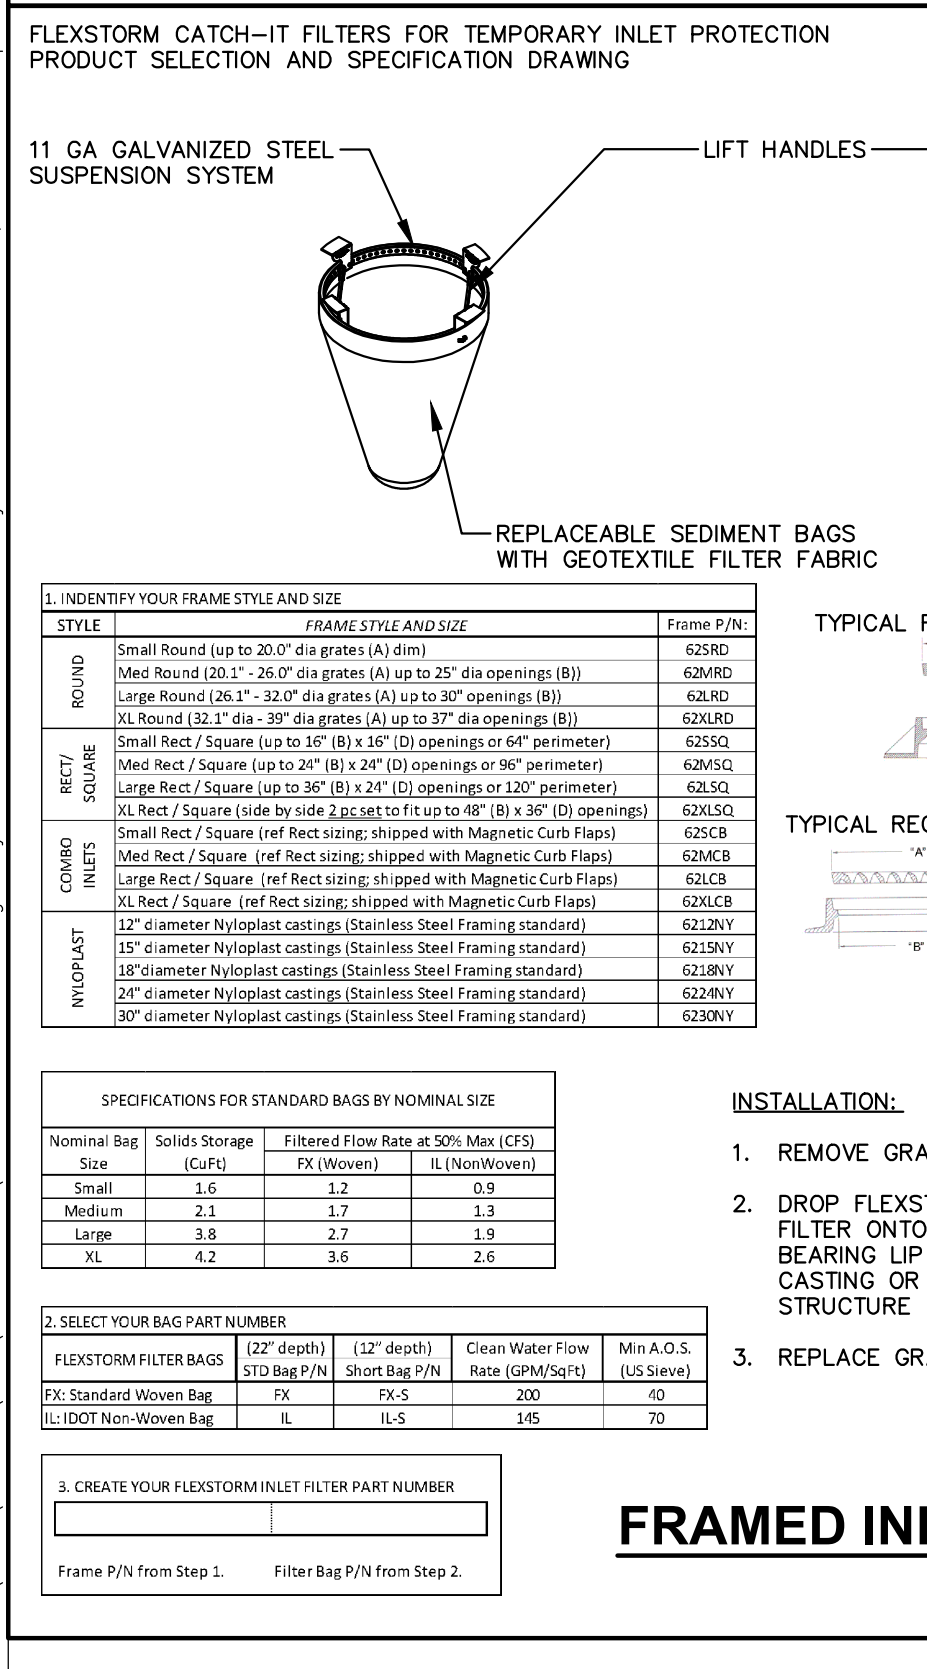 FLEXSTORM CATCH-IT FILTERS FOR TEMPORARY INLET PROTECTION
PRODUCT SELECTION AND SPECIFICATION DRAWING
11 GA GALVANIZED STEEL
SUSPENSION SYSTEM
LIFT HANDLES
REPLACEABLE SEDIMENT BAGS
WITH GEOTEXTILE FILTER FABRIC
1. INDENTIFY YOUR FRAME STYLE AND SIZE
STYLE FRAME STYLE AND SIZE Frame P/N:
ROUND
Small Round (up to 20.0" dia grates (A) dim) 62SRD
Med Round (20.1" - 26.0" dia grates (A) up to 25" dia openings (B)) 62MRD
Large Round (26.1" - 32.0" dia grates (A) up to 30" openings (B)) 62LRD
XL Round (32.1" dia - 39" dia grates (A) up to 37" dia openings (B)) 62XLRD
RECT/
SQUARE
Small Rect / Square (up to 16" (B) x 16" (D) openings or 64" perimeter) 62SSQ
Med Rect / Square (up to 24" (B) x 24" (D) openings or 96" perimeter) 62MSQ
Large Rect / Square (up to 36" (B) x 24" (D) openings or 120" perimeter) 62LSQ
XL Rect / Square (side by side 2 pc set to fit up to 48" (B) x 36" (D) openings) 62XLSQ
COMBO
INLETS
Small Rect / Square (ref Rect sizing; shipped with Magnetic Curb Flaps) 62SCB
Med Rect / Square (ref Rect sizing; shipped with Magnetic Curb Flaps) 62MCB
Large Rect / Square (ref Rect sizing; shipped with Magnetic Curb Flaps) 62LCB
XL Rect / Square (ref Rect sizing; shipped with Magnetic Curb Flaps) 62XLCB
NYLOPLAST
12" diameter Nyloplast castings (Stainless Steel Framing standard) 6212NY
15" diameter Nyloplast castings (Stainless Steel Framing standard) 6215NY
18"diameter Nyloplast castings (Stainless Steel Framing standard) 6218NY
24" diameter Nyloplast castings (Stainless Steel Framing standard) 6224NY
30" diameter Nyloplast castings (Stainless Steel Framing standard) 6230NY
TYPICAL
TYPICAL
"A"
"B"
SPECIFICATIONS FOR STANDARD BAGS BY NOMINAL SIZE
Nominal Bag Solids Storage Filtered Flow Rate at 50% Max (CFS)
Size (CuFt) FX (Woven) IL (NonWoven)
Small 1.6 1.2 0.9
Medium 2.1 1.7 1.3
Large 3.8 2.7 1.9
XL 4.2 3.6 2.6
INSTALLATION:
1. REMOVE
2. DROP
FILTER ONTO
BEARING LIP
CASTING OR
STRUCTURE
3. REPLACE
2. SELECT YOUR BAG PART NUMBER
FLEXSTORM FILTER BAGS (22" depth) (12" depth) Clean Water Flow Min A.O.S.
STD Bag P/N Short Bag P/N Rate (GPM/SqFt) (US Sieve)
FX: Standard Woven Bag FX FX-S 200 40
IL: IDOT Non-Woven Bag IL IL-S 145 70
3. CREATE YOUR FLEXSTORM INLET FILTER PART NUMBER
Frame P/N from Step 1. Filter Bag P/N from Step 2.
FRAMED